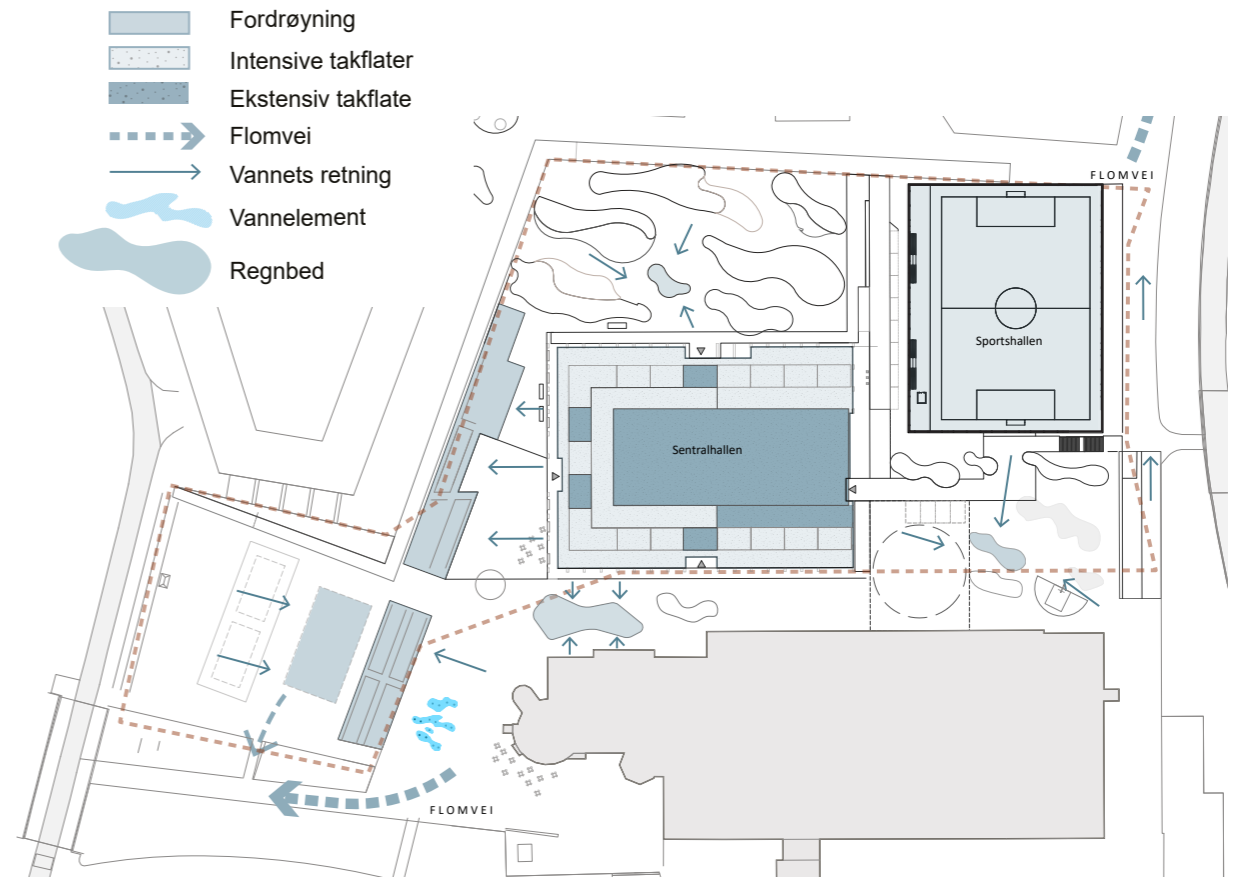 Fordrøyning
Intensive takflater
Ekstensiv takflate
Flomvei
Vannets retning
Vannelement
Regnbed
FLOMVEI
Sportshallen
Sentralhallen
FLOMVEI